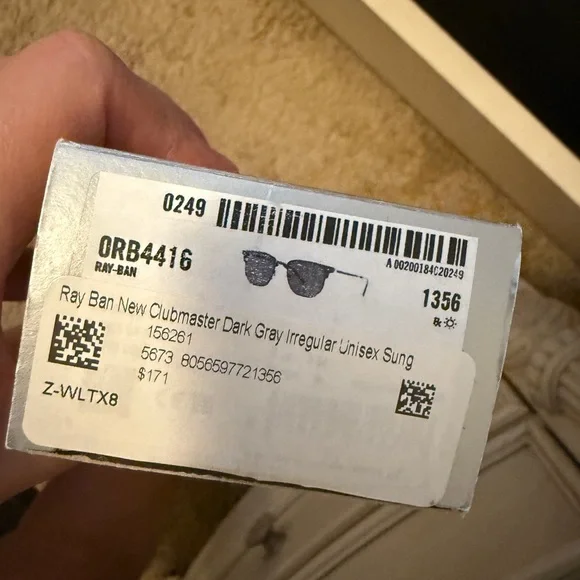 0249
A 00200184C20249
0RB4416
RAY-BAN
1356
&
Ray Ban New Clubmaster Dark Gray Irregular Unisex Sung
156261
5673 8056597721356
$171
Z-WLTX8